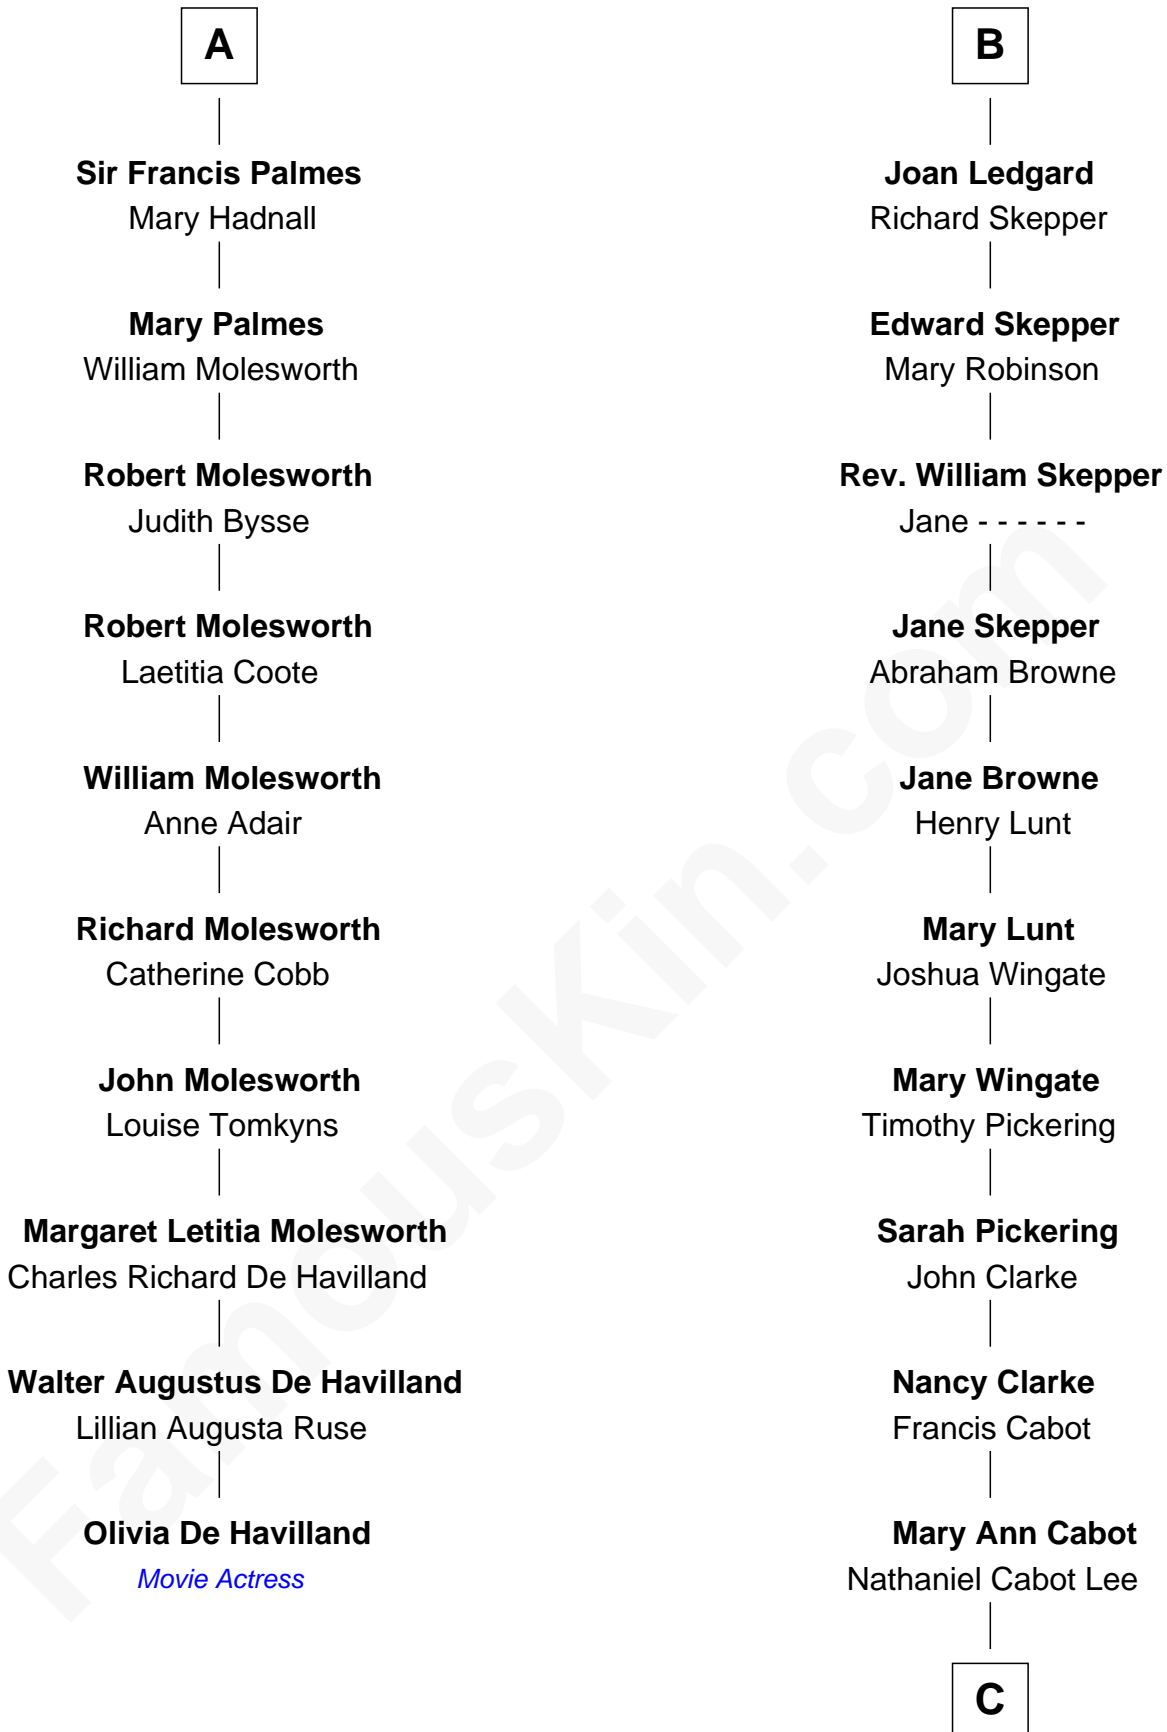 A
Sir Francis Palmes
Mary Hadnall
Mary Palmes
William Molesworth
Robert Molesworth
Judith Bysse
Robert Molesworth
Laetitia Coote
William Molesworth
Anne Adair
Richard Molesworth
Catherine Cobb
John Molesworth
Louise Tomkyns
Margaret Letitia Molesworth
Charles Richard De Havilland
Walter Augustus De Havilland
Lillian Augusta Ruse
Olivia De Havilland
Movie Actress
B
Joan Ledgard
Richard Skepper
Edward Skepper
Mary Robinson
Rev. William Skepper
Jane - - - - - -
Jane Skepper
Abraham Browne
Jane Browne
Henry Lunt
Mary Lunt
Joshua Wingate
Mary Wingate
Timothy Pickering
Sarah Pickering
John Clarke
Nancy Clarke
Francis Cabot
Mary Ann Cabot
Nathaniel Cabot Lee
C
FamousKin.com